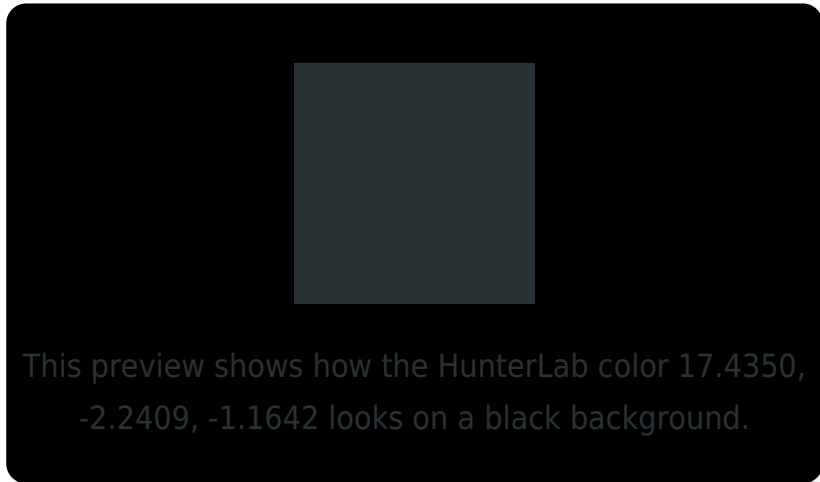 This preview shows how the HunterLab color 17.4350,
-2.2409, -1.1642 looks on a black background.